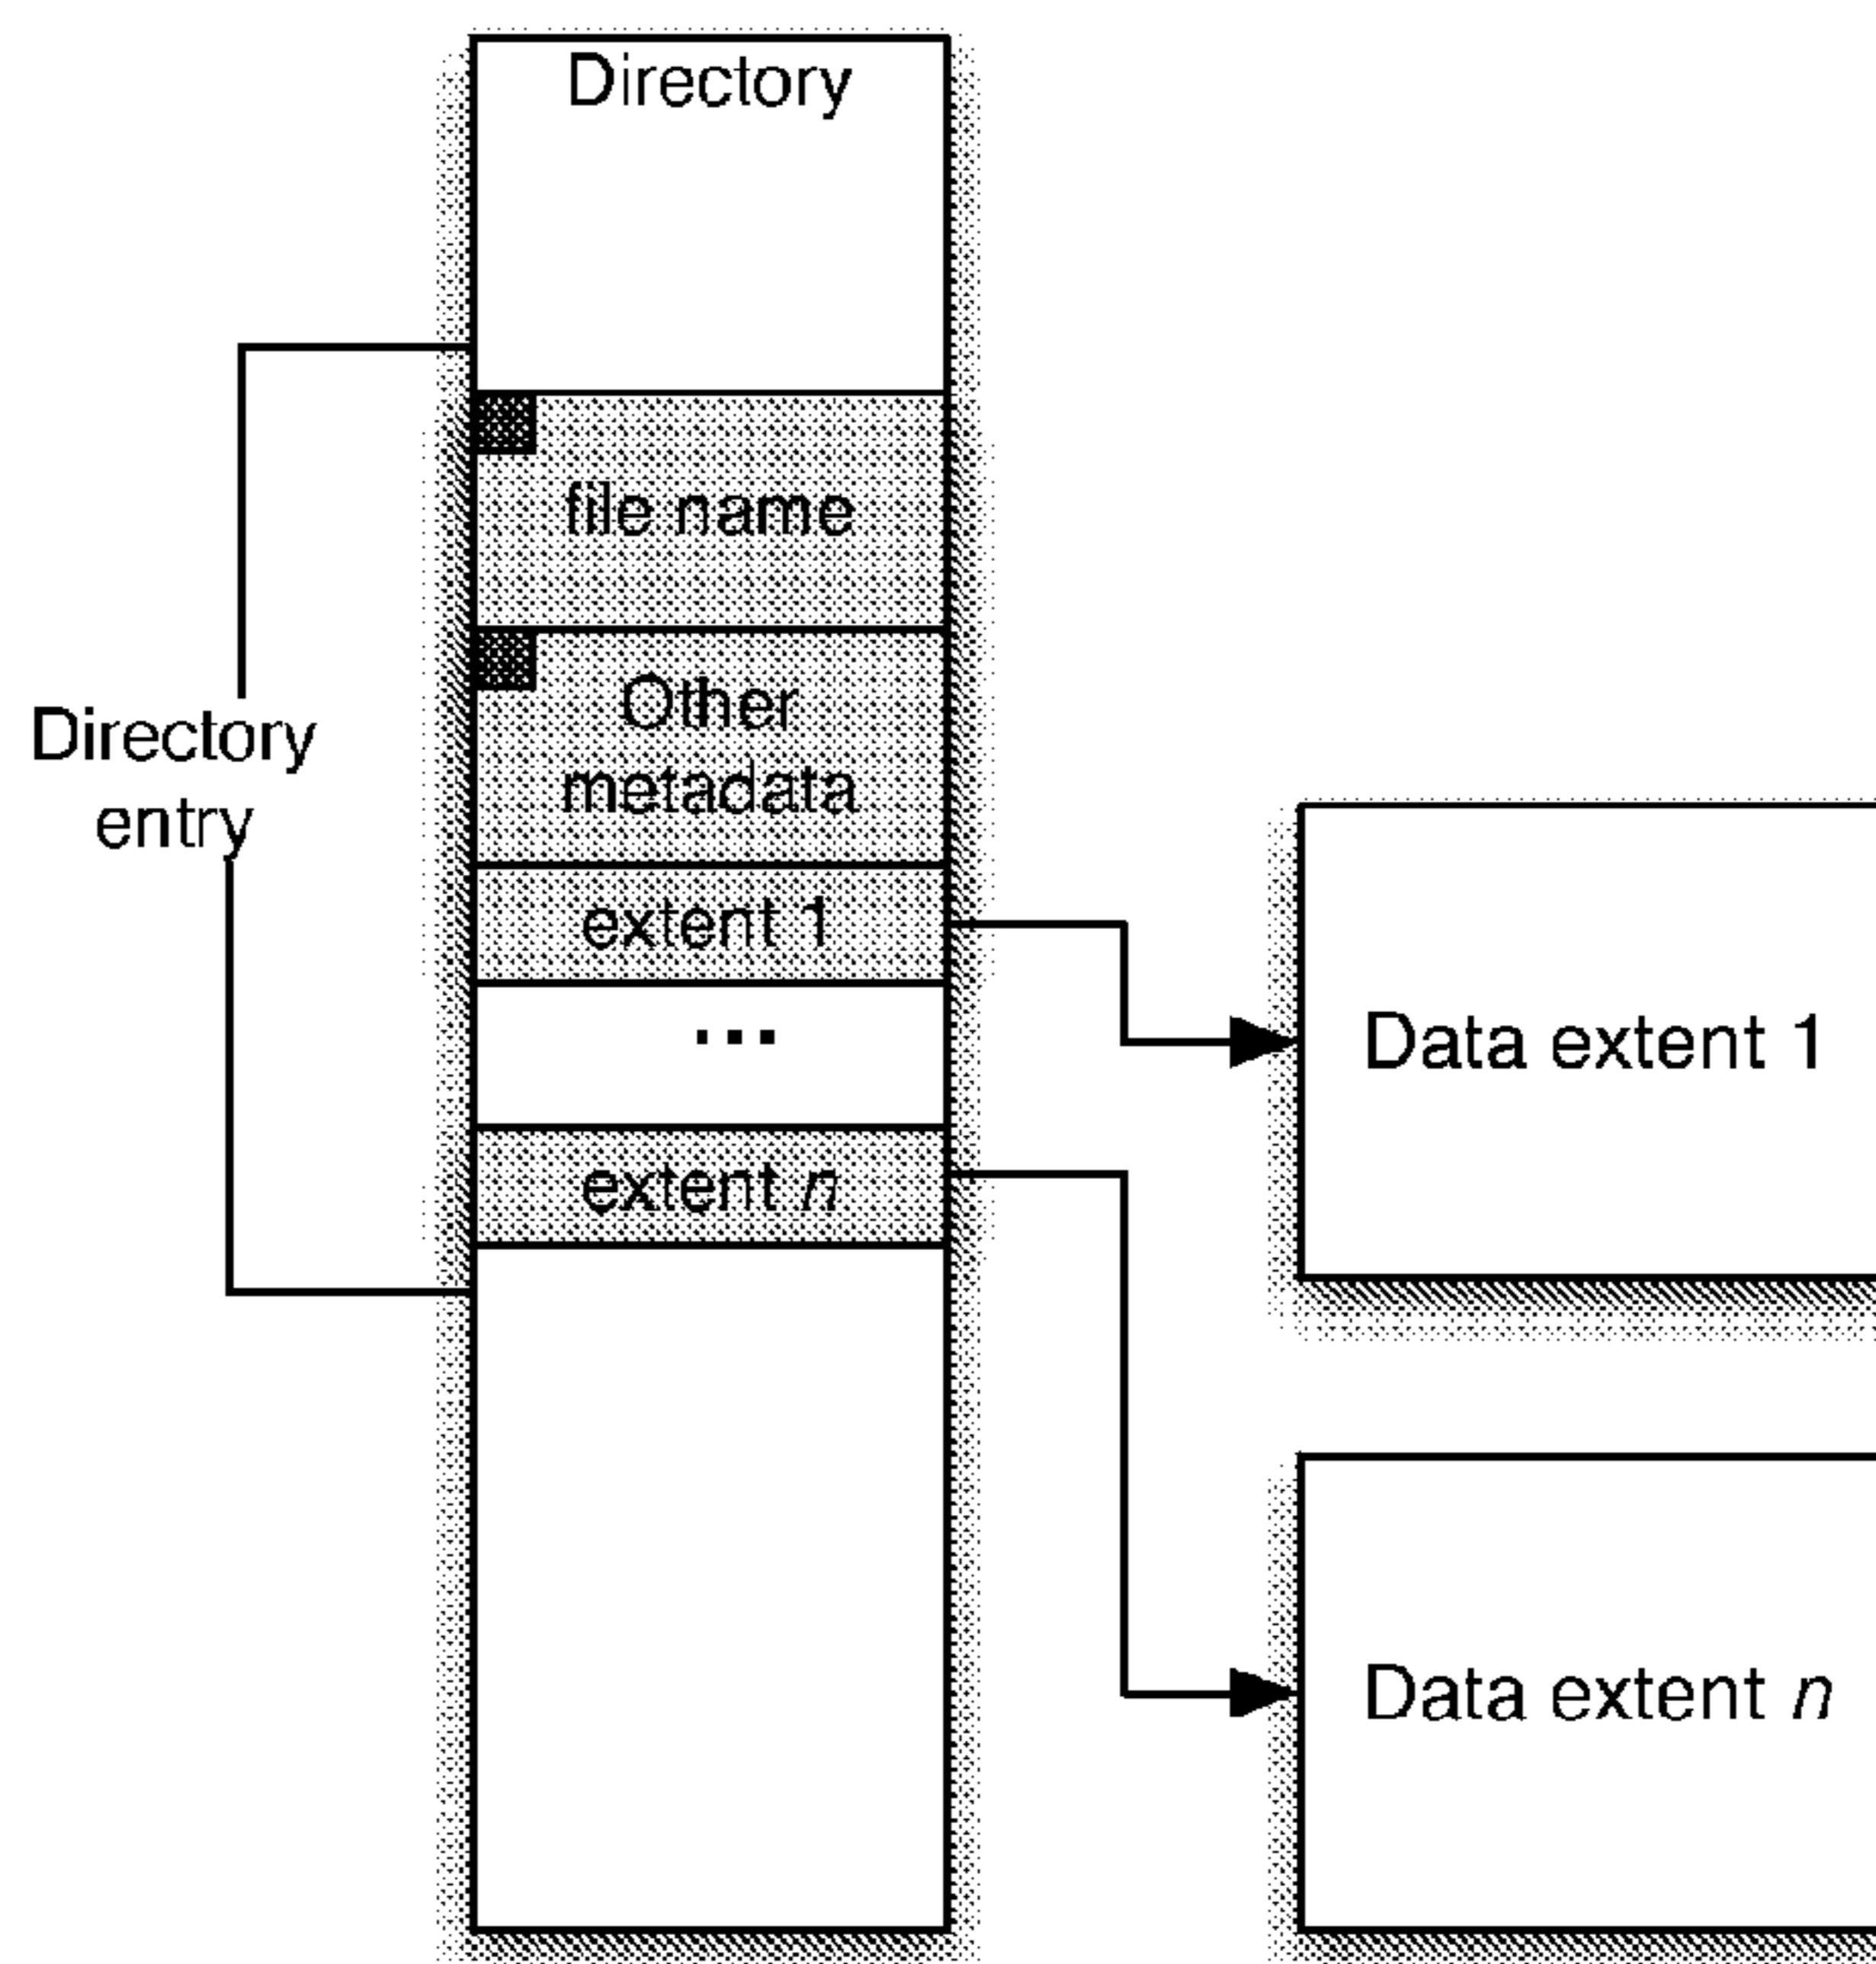 Directory
file name
Other
metadata
Directory
entry
extent 1
...
extent n
Data extent 1
Data extent n